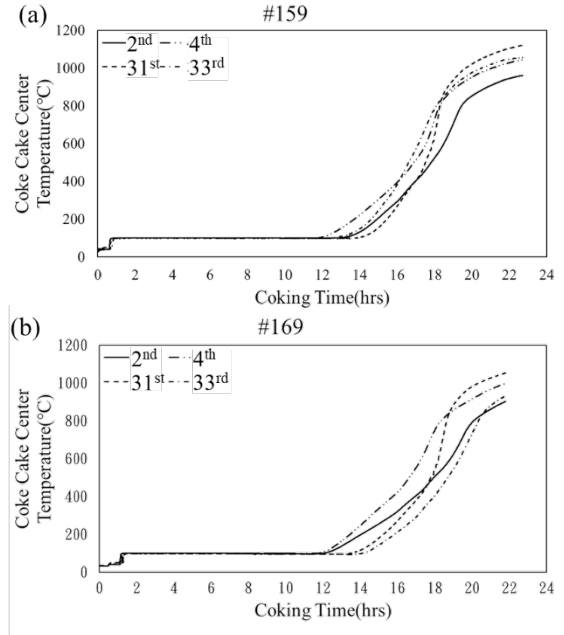 (a)
#159
1200
1000
800
600
400
200
0
Coke Cake Center
Temperature(°C)
2nd 4th
31st 33rd
0 2 4 6 8 10 12 14 16 18 20 22 24
Coking Time(hrs)
(b)
#169
1200
1000
800
600
400
200
0
Coke Cake Center
Temperature(°C)
2nd 4th
31st 33rd
0 2 4 6 8 10 12 14 16 18 20 22 24
Coking Time(hrs)